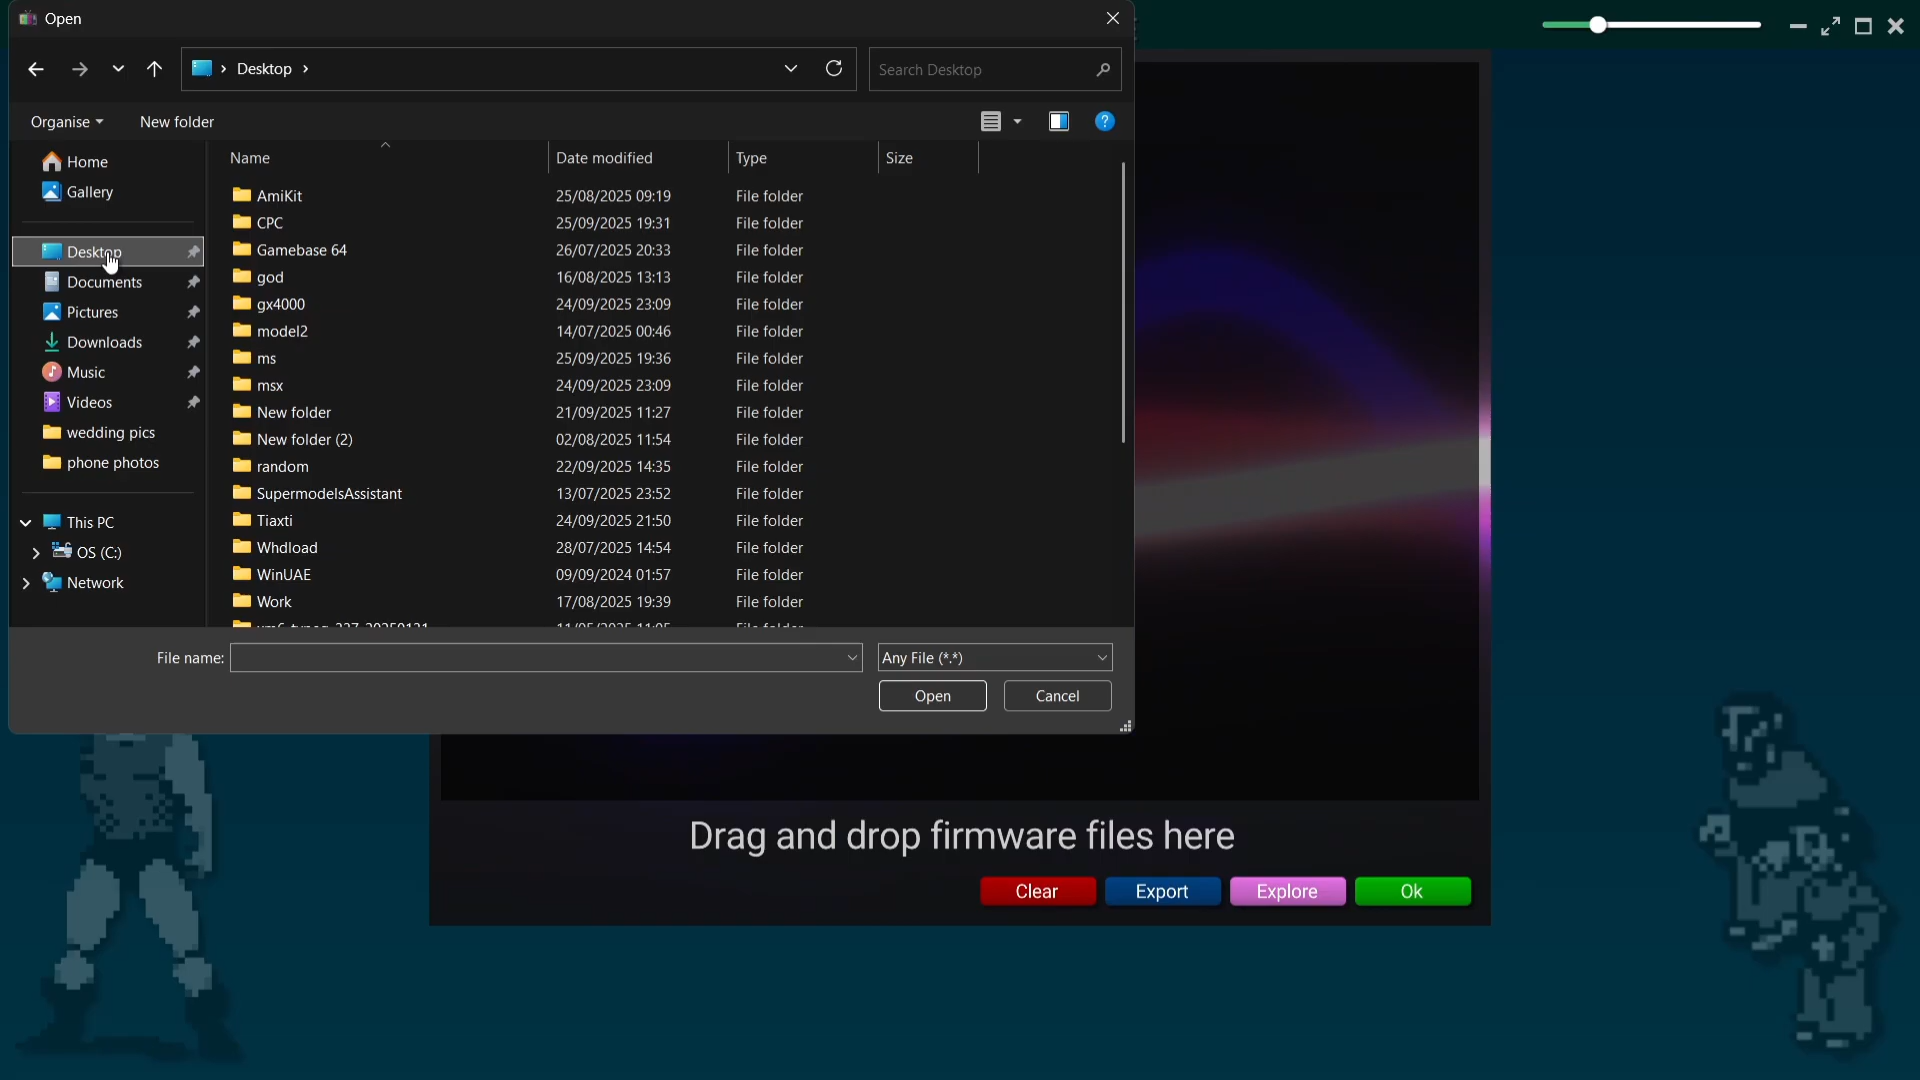 Open
Desktop
Search Desktop
Organise
New folder
Home
Gallery
Desktop
Documents
Pictures
Downloads
Music
Videos
wedding pics
phone photos
This PC
OS (C:)
Network
Name Date modified Type Size
AmiKit 25/08/2025 09:19 File folder
CPC 25/09/2025 19:31 File folder
Gamebase 64 26/07/2025 20:33 File folder
god 16/08/2025 13:13 File folder
gx4000 24/09/2025 23:09 File folder
model2 14/07/2025 00:46 File folder
ms 25/09/2025 19:36 File folder
msx 24/09/2025 23:09 File folder
New folder 21/09/2025 11:27 File folder
New folder (2) 02/08/2025 11:54 File folder
random 22/09/2025 14:35 File folder
SupermodelsAssistant 13/07/2025 23:52 File folder
Tiaxti 24/09/2025 21:50 File folder
Whdload 28/07/2025 14:54 File folder
WinUAE 09/09/2024 01:57 File folder
Work 17/08/2025 19:39 File folder
File name:
Any File (*.*)
Open
Cancel
Drag and drop firmware files here
Clear
Export
Explore
Ok